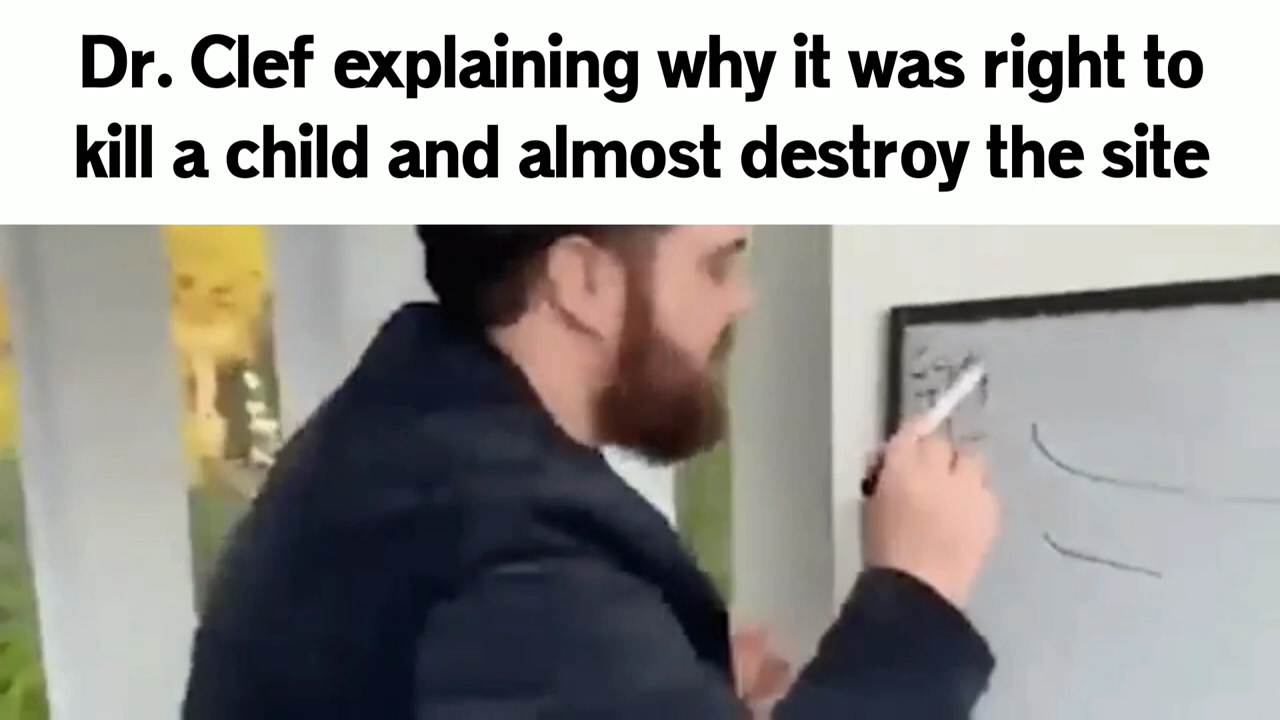 Dr. Clef explaining why it was right to
kill a child and almost destroy the site